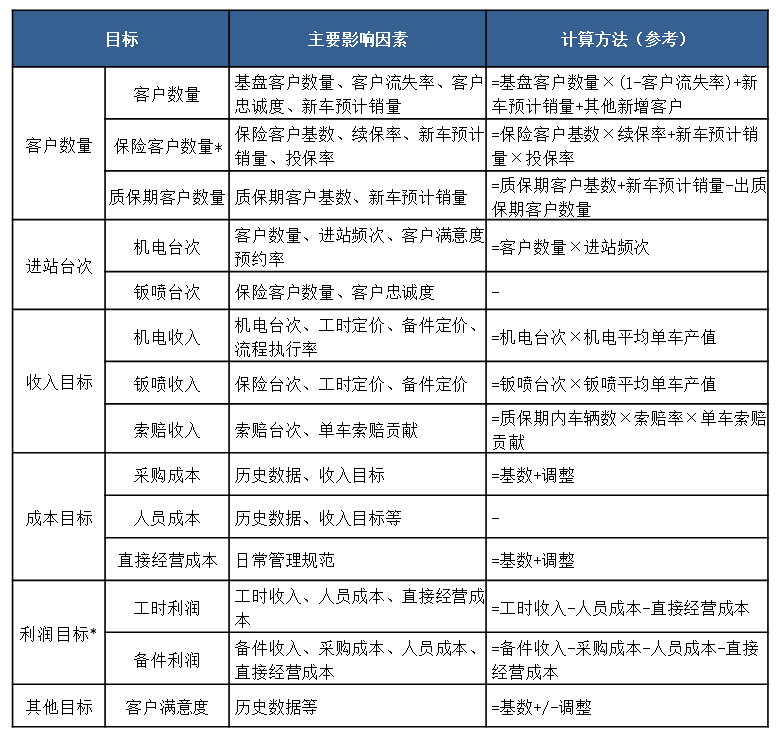 目标 主要影响因素 计算方法（参考）
客户数量 客户数量 基盘客户数量、客户流失率、客户 =基盘客户数量×(1-客户流失率)+新
忠诚度、新车预计销量 车预计销量+其他新增客户
保险客户数量* 保险客户基数、续保率、新车预计 =保险客户基数×续保率+新车预计销
销量、投保率 量×投保率
质保期客户数量 质保期客户基数、新车预计销量 =质保期客户基数+新车预计销量-出质
保期客户数量
进站台次 机电台次 客户数量、进站频次、客户满意度 =客户数量×进站频次
预约率
钣喷台次 保险客户数量、客户忠诚度 -
收入目标 机电收入 机电台次、工时定价、备件定价、 =机电台次×机电平均单车产值
流程执行率
钣喷收入 保险台次、工时定价、备件定价 =钣喷台次×钣喷平均单车产值
索赔收入 索赔台次、单车索赔贡献 =质保期内车辆数×索赔率×单车索赔
贡献
成本目标 采购成本 历史数据、收入目标 =基数+调整
人员成本 历史数据、收入目标等 -
直接经营成本 日常管理规范 =基数+调整
利润目标* 工时利润 工时收入、人员成本、直接经营成 =工时收入-人员成本-直接经营成本
本
备件利润 备件收入、采购成本、人员成本、 =备件收入-采购成本-人员成本-直接
直接经营成本 经营成本
其他目标 客户满意度 历史数据等 =基数+/-调整